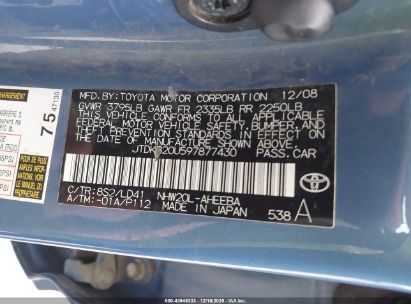 MFD. BY: TOYOTA MOTOR CORPORATION 12/08
GVWR 3795LB GAWR FR 2335LB RR 2250LB
THIS VEHICLE CONFORMS TO ALL APPLICABLE
FEDERAL MOTOR VEHICLE SAFETY, BUMPER, AND
THEFT PREVENTION STANDARDS IN EFFECT ON
THE DATE OF MANUFACTURE SHOWN ABOVE.
JTDKB20U597877430 PASS.CAR
C/TR: 8S2/LD41 NHW20L-AHEEBA
A/TM: -01A/P112 MADE IN JAPAN 538 A
TOYOTA
75
47130